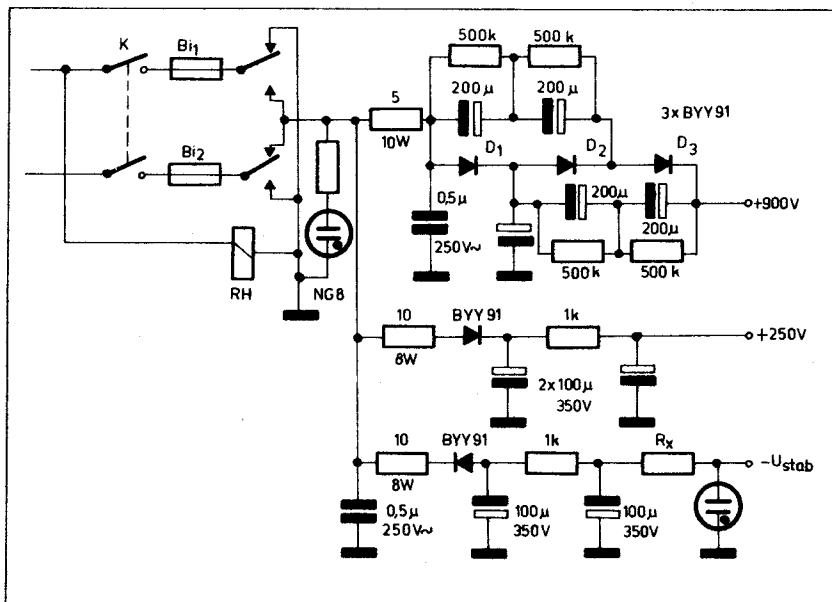 K
Bi1
Bi2
RH
NG8
5
10W
500k
500 k
200µ
200µ
3xBYY91
D1
D2
D3
0,5µ
250V~
200µ
200µ
500k
500 k
+900V
10
8W
BYY91
1k
+250V
2x100µ
350V
10
8W
BYY91
1k
Rx
-Ustab
0,5µ
250V~
100µ
350V
100µ
350V